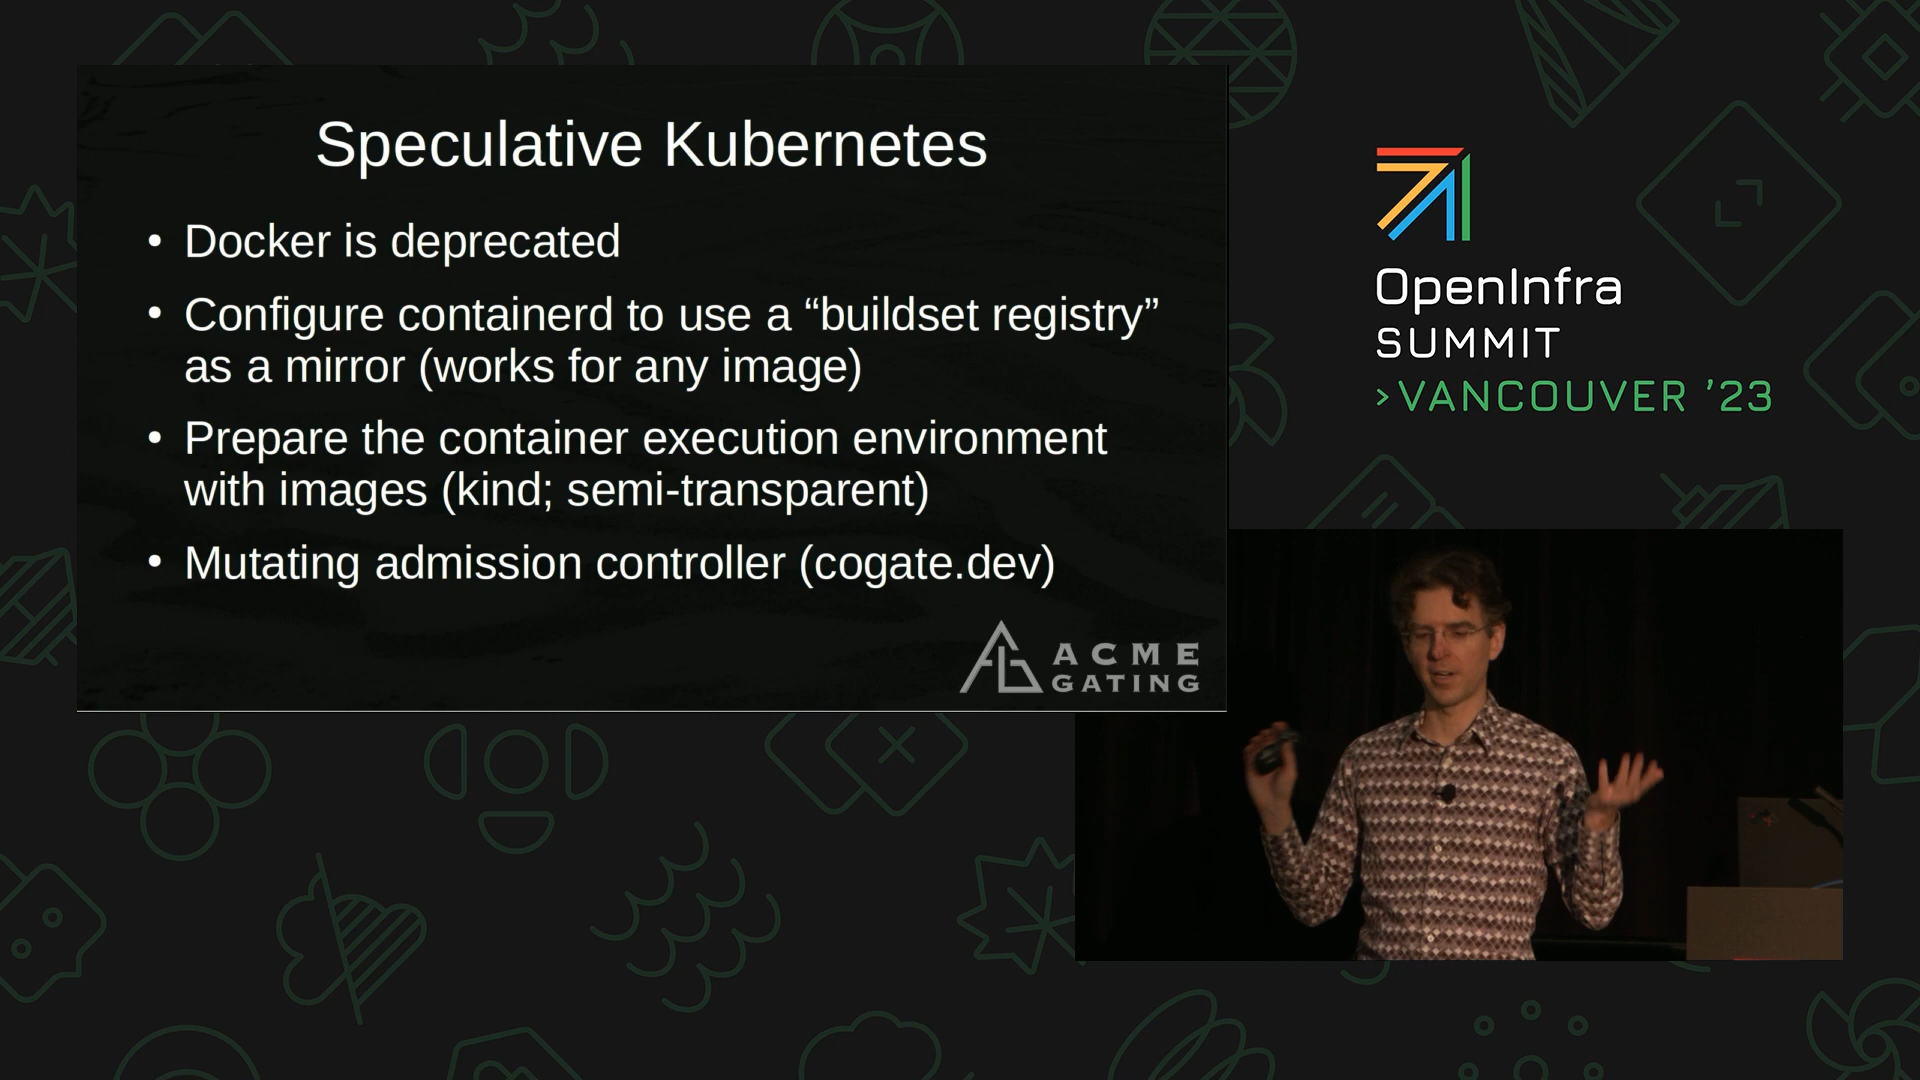 Speculative Kubernetes
• Docker is deprecated
• Configure containerd to use a “buildset registry”
as a mirror (works for any image)
• Prepare the container execution environment
with images (kind; semi-transparent)
• Mutating admission controller (cogate.dev)
ACME
GATING
OpenInfra
SUMMIT
>VANCOUVER ’23